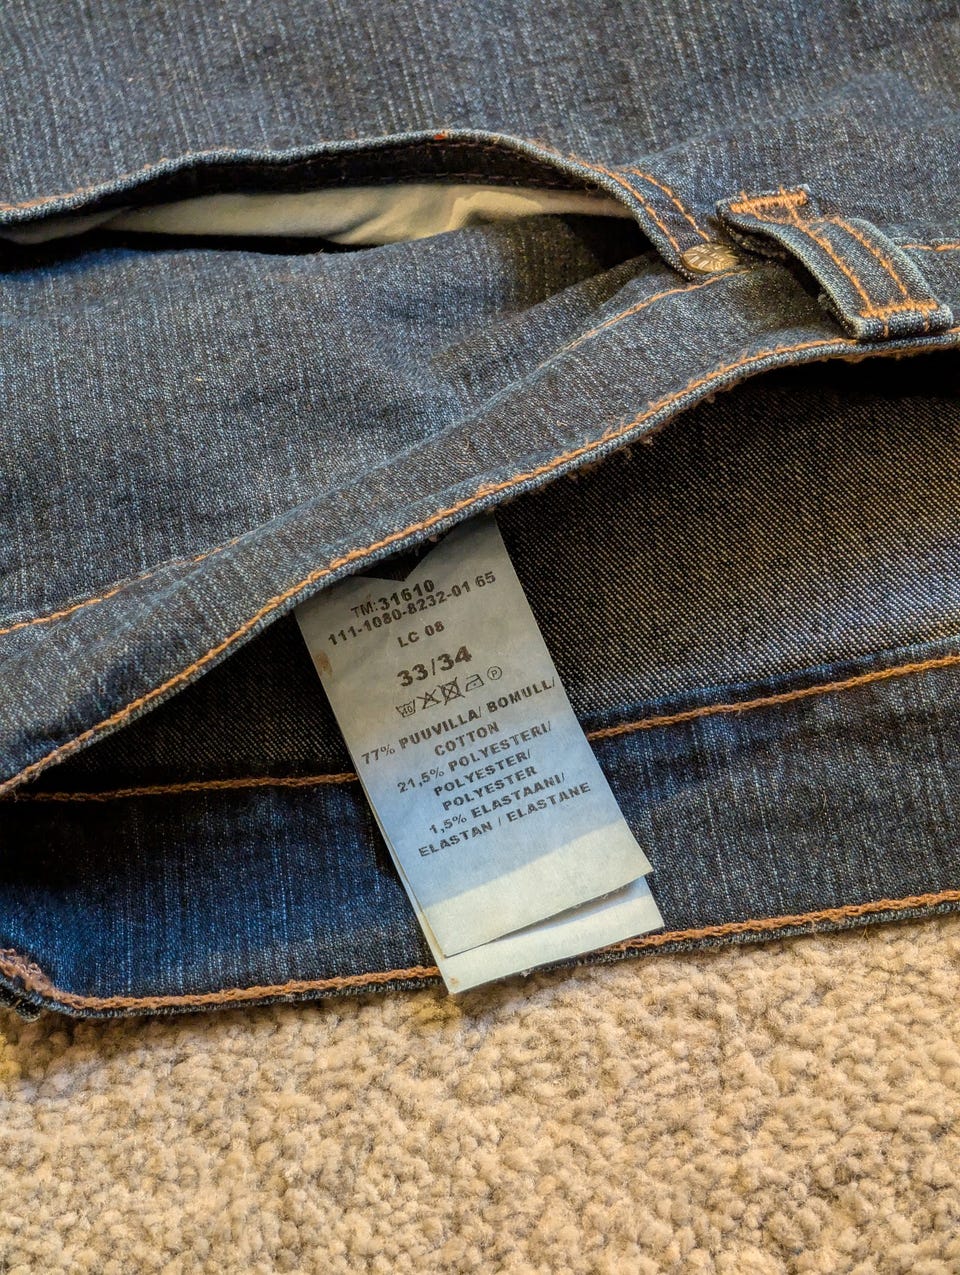 TM:31610
111-1080-8232-01 65
LC 08
33/34
40 P
77% PUUVILLA/ BOMULL/
COTTON
21,5% POLYESTERI/
POLYESTER/
POLYESTER
1,5% ELASTAANI/
ELASTAN / ELASTANE